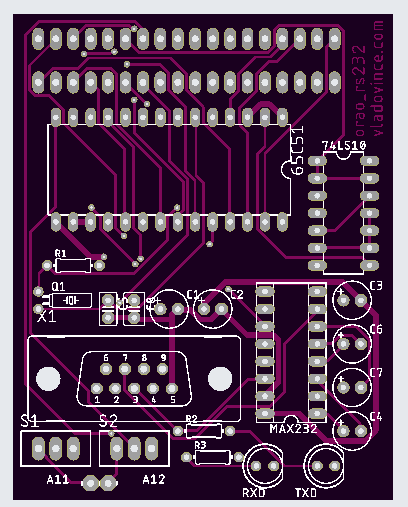 orao_rs232
vladovince.com
65C51
74LS10
R1
Q1
X1
C1
C2
C3
C6
C7
C4
6 7 8 9
1 2 3 4 5
MAX232
S1
S2
R2
R3
A11
A12
RXD
TXD